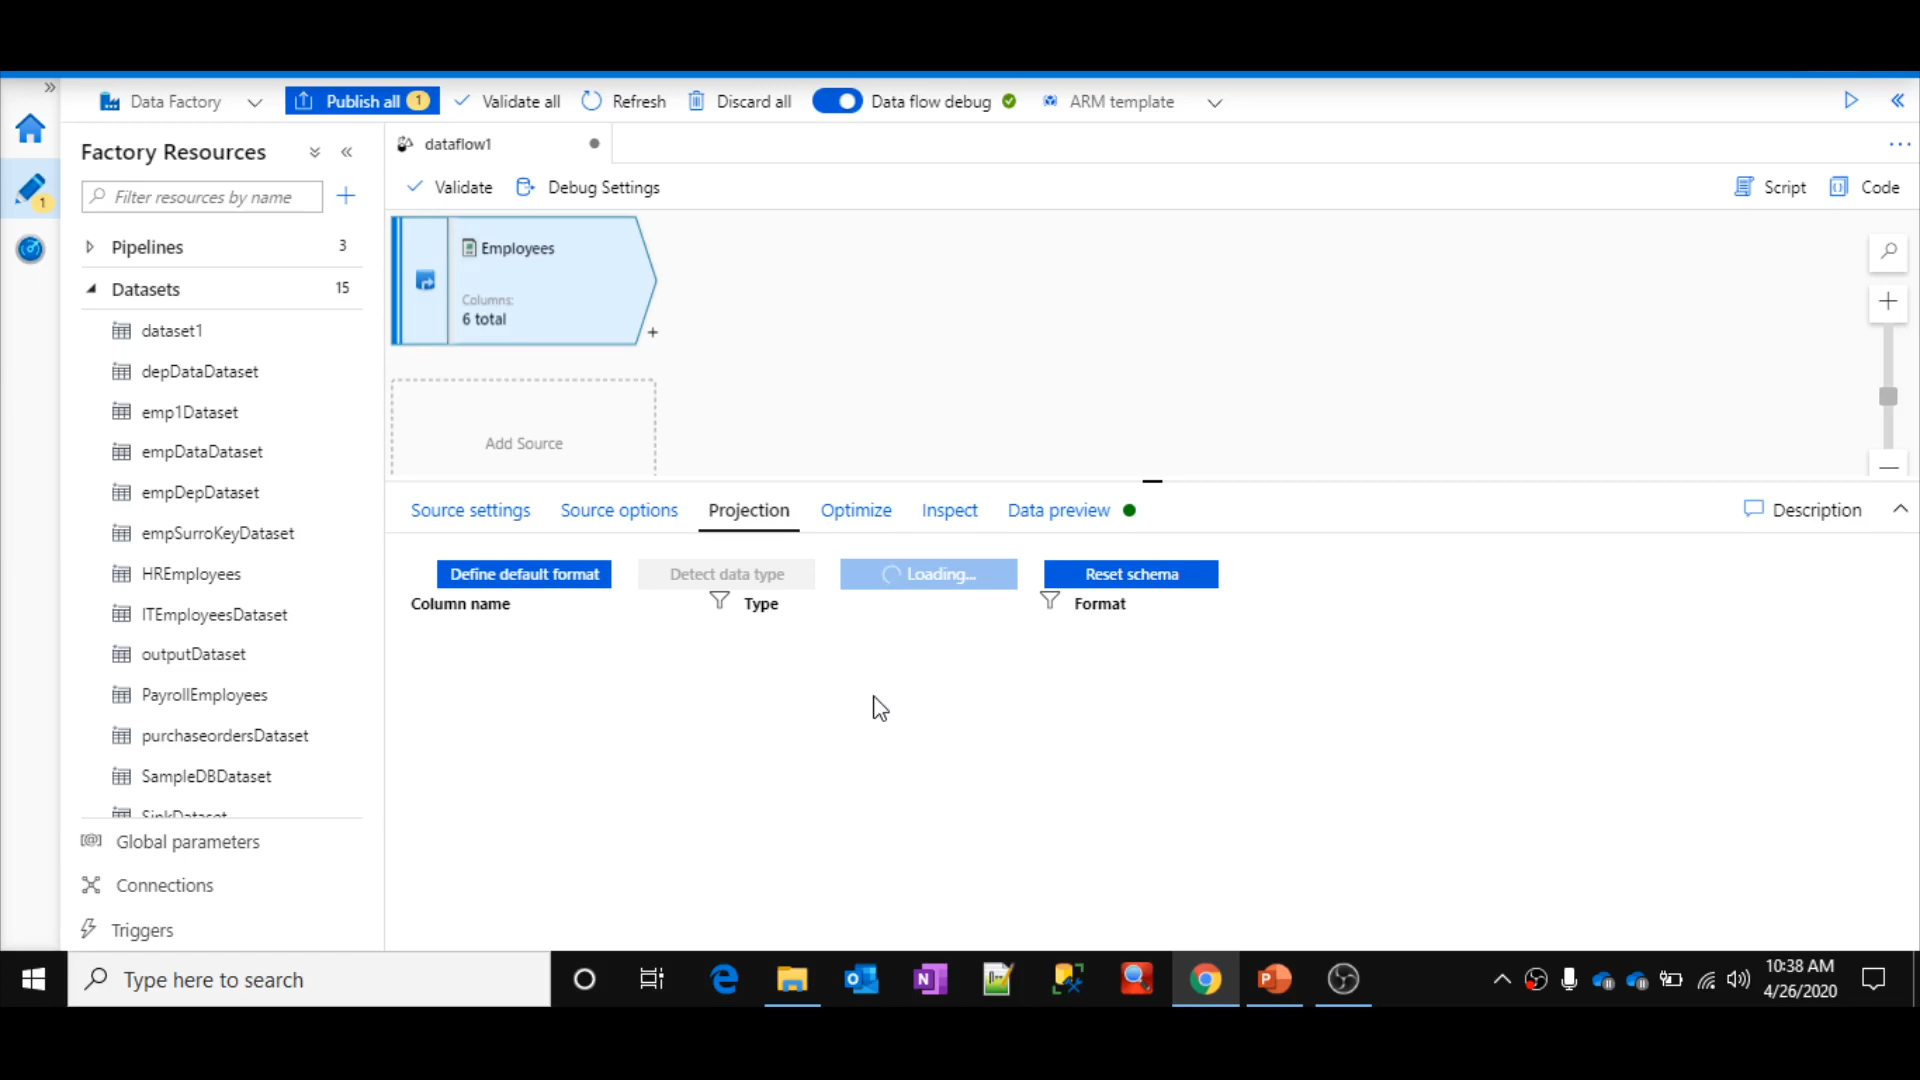 Data Factory
Publish all 1
Validate all
Refresh
Discard all
Data flow debug
ARM template
Factory Resources
Filter resources by name
1
Pipelines 3
Datasets 15
dataset1
depDataDataset
emp1Dataset
empDataDataset
empDepDataset
empSurroKeyDataset
HREmployees
ITEmployeesDataset
outputDataset
PayrollEmployees
purchaseordersDataset
SampleDBDataset
SinkDataset
Global parameters
Connections
Triggers
dataflow1
Validate
Debug Settings
Script
Code
Employees
Columns:
6 total
Add Source
Source settings
Source options
Projection
Optimize
Inspect
Data preview
Description
Define default format
Detect data type
Loading...
Reset schema
Column name
Type
Format
Type here to search
10:38 AM
4/26/2020